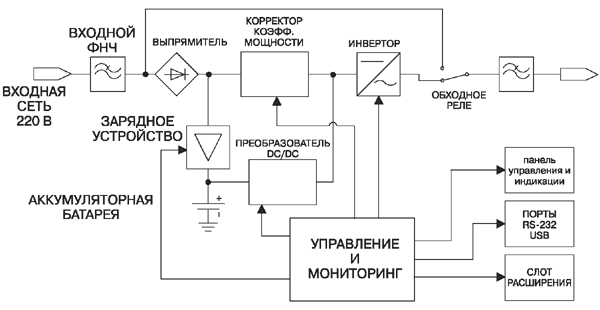 ВХОДНОЙ
ФНЧ
ВЫПРЯМИТЕЛЬ
КОРРЕКТОР
КОЭФФ.
МОЩНОСТИ
ИНВЕРТОР
ОБХОДНОЕ
РЕЛЕ
ВХОДНАЯ
СЕТЬ
220 В
ЗАРЯДНОЕ
УСТРОЙСТВО
ПРЕОБРАЗОВАТЕЛЬ
DC/DC
АККУМУЛЯТОРНАЯ
БАТАРЕЯ
+
-
УПРАВЛЕНИЕ
И
МОНИТОРИНГ
панель
управления и
индикации
ПОРТЫ
RS-232
USB
СЛОТ
РАСШИРЕНИЯ